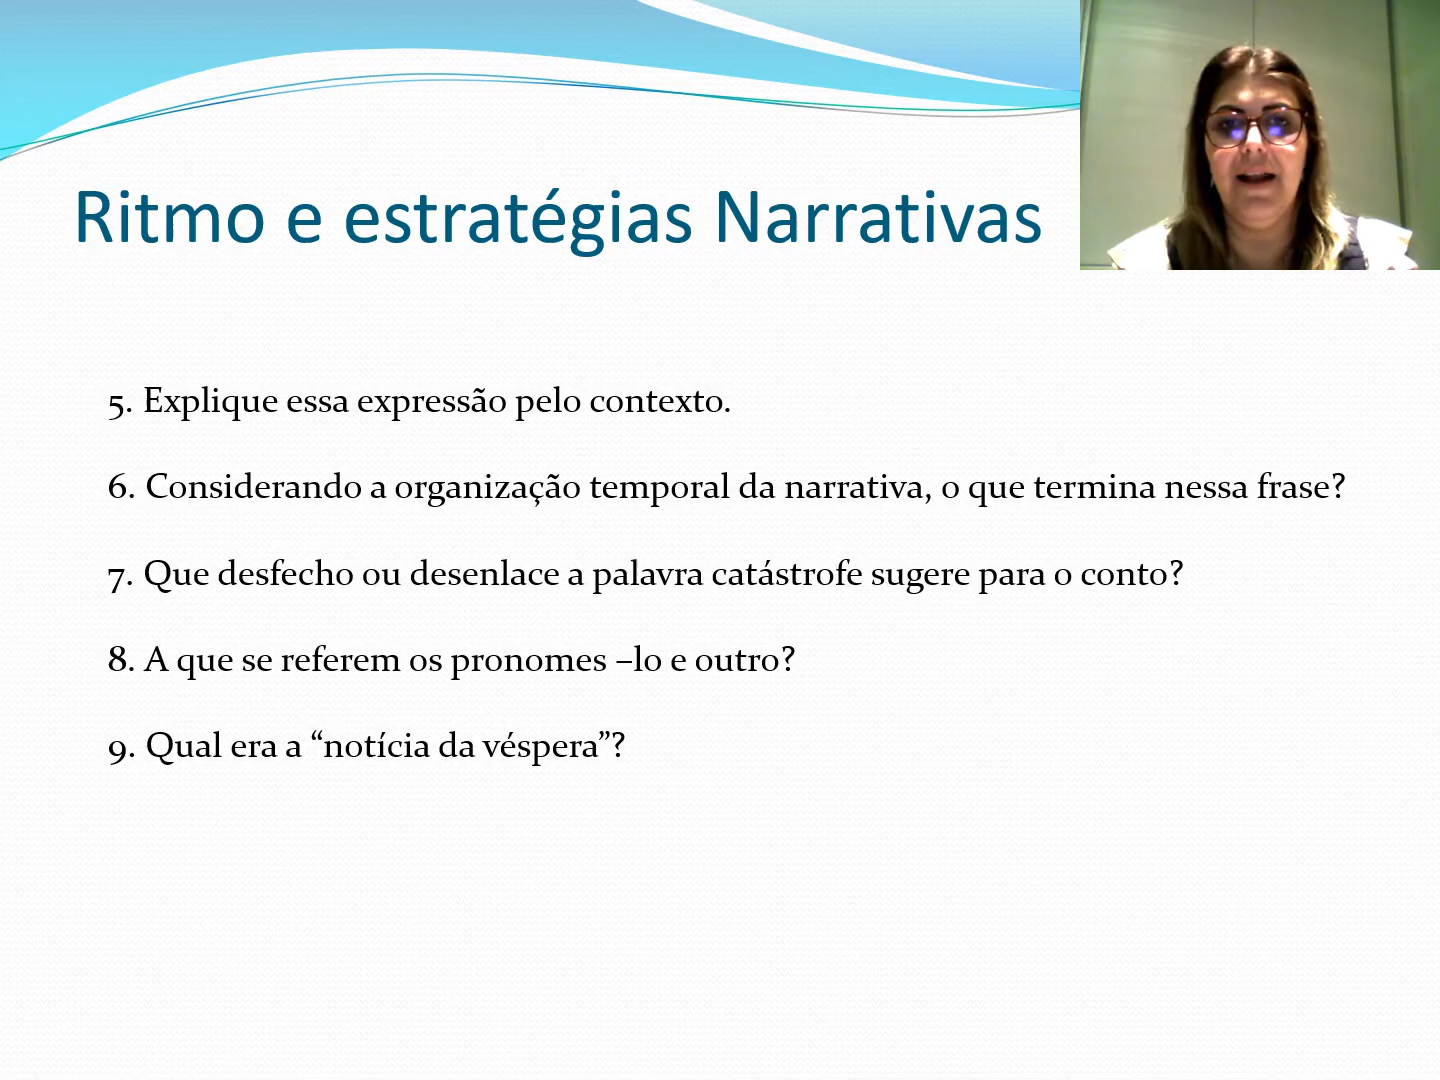 Ritmo e estratégias Narrativas
5. Explique essa expressão pelo contexto.
6. Considerando a organização temporal da narrativa, o que termina nessa frase?
7. Que desfecho ou desenlace a palavra catástrofe sugere para o conto?
8. A que se referem os pronomes –lo e outro?
9. Qual era a “notícia da véspera”?